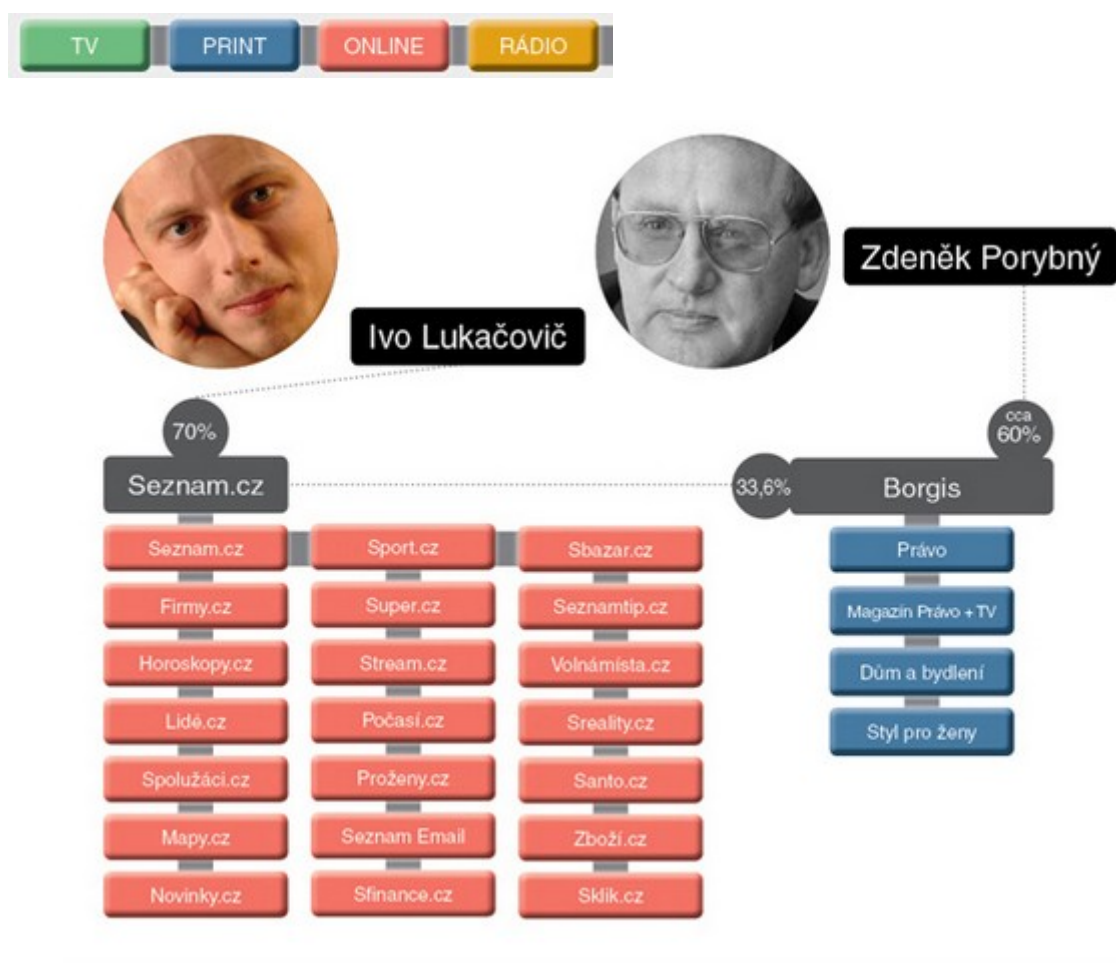 TV
PRINT
ONLINE
RÁDIO
Zdeněk Porybný
Ivo Lukačovič
70%
cca
60%
Seznam.cz
33,6%
Borgis
Seznam.cz
Sport.cz
Sbazar.cz
Právo
Firmy.cz
Super.cz
Seznamtip.cz
Magazín Právo + TV
Horoskopy.cz
Stream.cz
Volnámísta.cz
Dům a bydlení
Lidé.cz
Počasí.cz
Sreality.cz
Styl pro ženy
Spolužáci.cz
Proženy.cz
Santo.cz
Mapy.cz
Seznam Email
Zboží.cz
Novinky.cz
Sfinance.cz
Sklik.cz